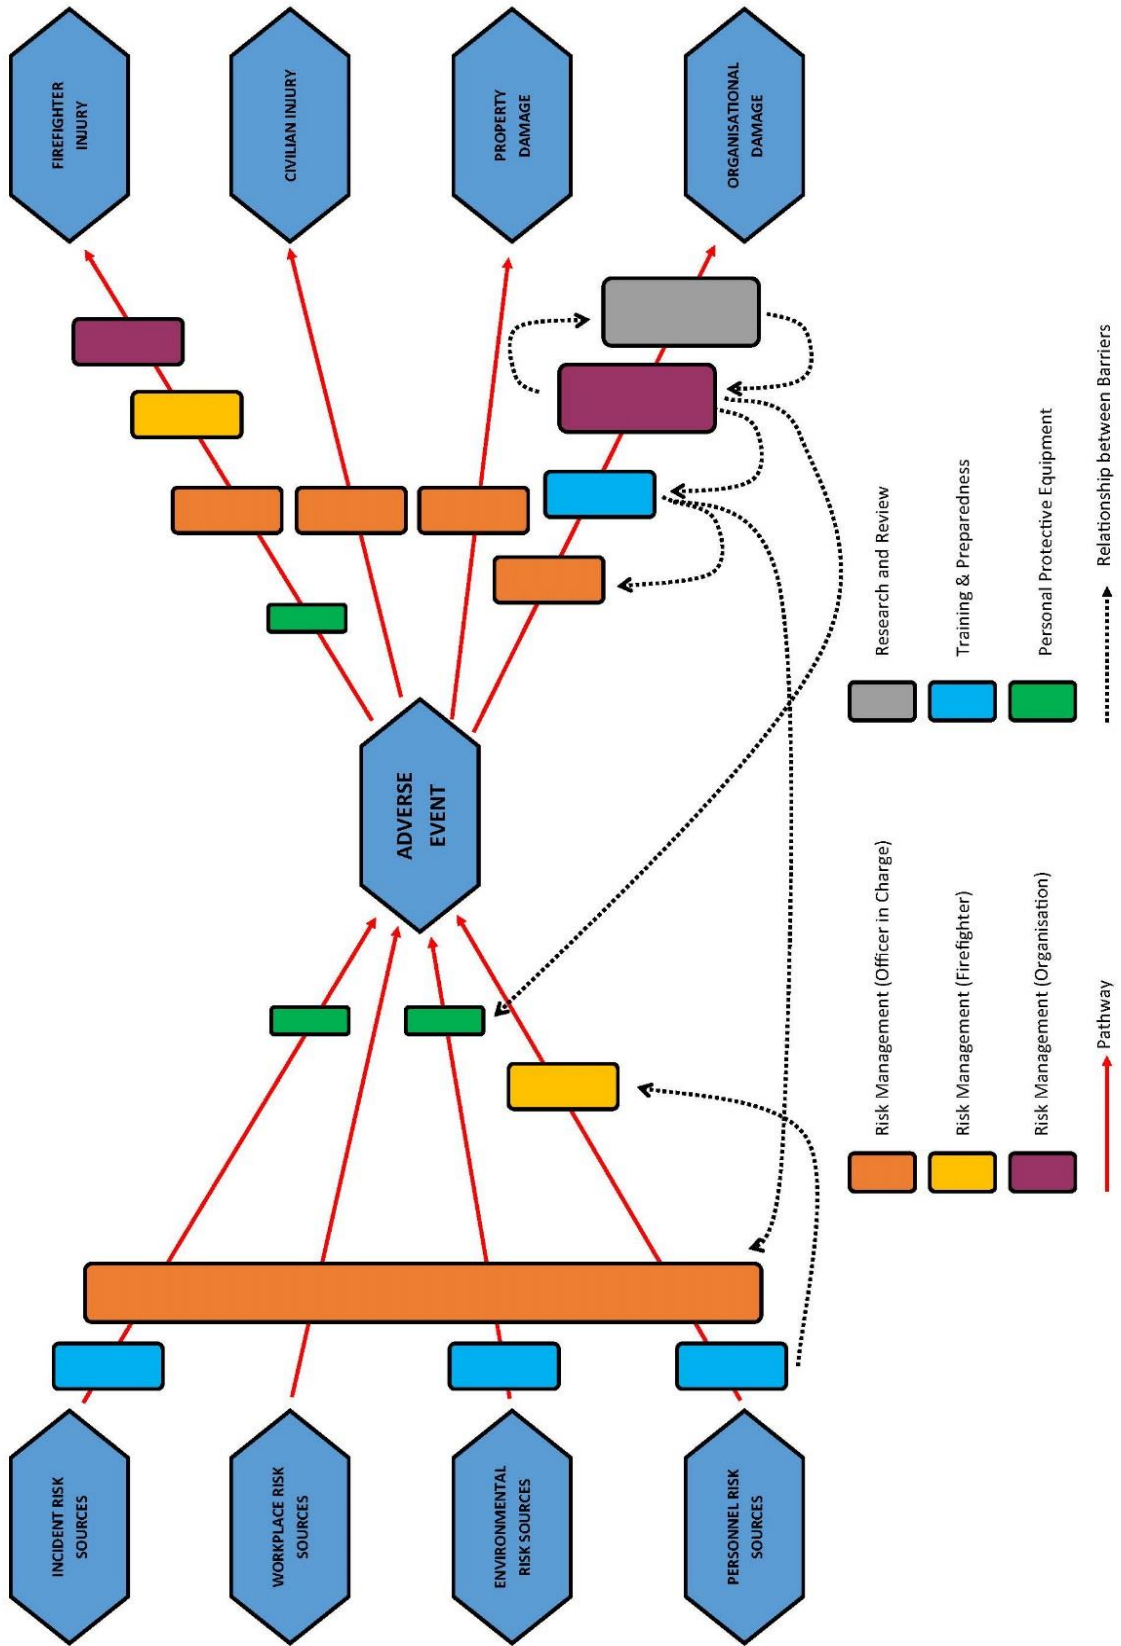 INCIDENT RISK
SOURCES
WORKPLACE RISK
SOURCES
ENVIRONMENTAL
RISK SOURCES
PERSONNEL RISK
SOURCES
ADVERSE
EVENT
FIREFIGHTER
INJURY
CIVILIAN INJURY
PROPERTY
DAMAGE
ORGANISATIONAL
DAMAGE
Risk Management (Officer in Charge)
Risk Management (Firefighter)
Risk Management (Organisation)
Pathway
Research and Review
Training & Preparedness
Personal Protective Equipment
Relationship between Barriers